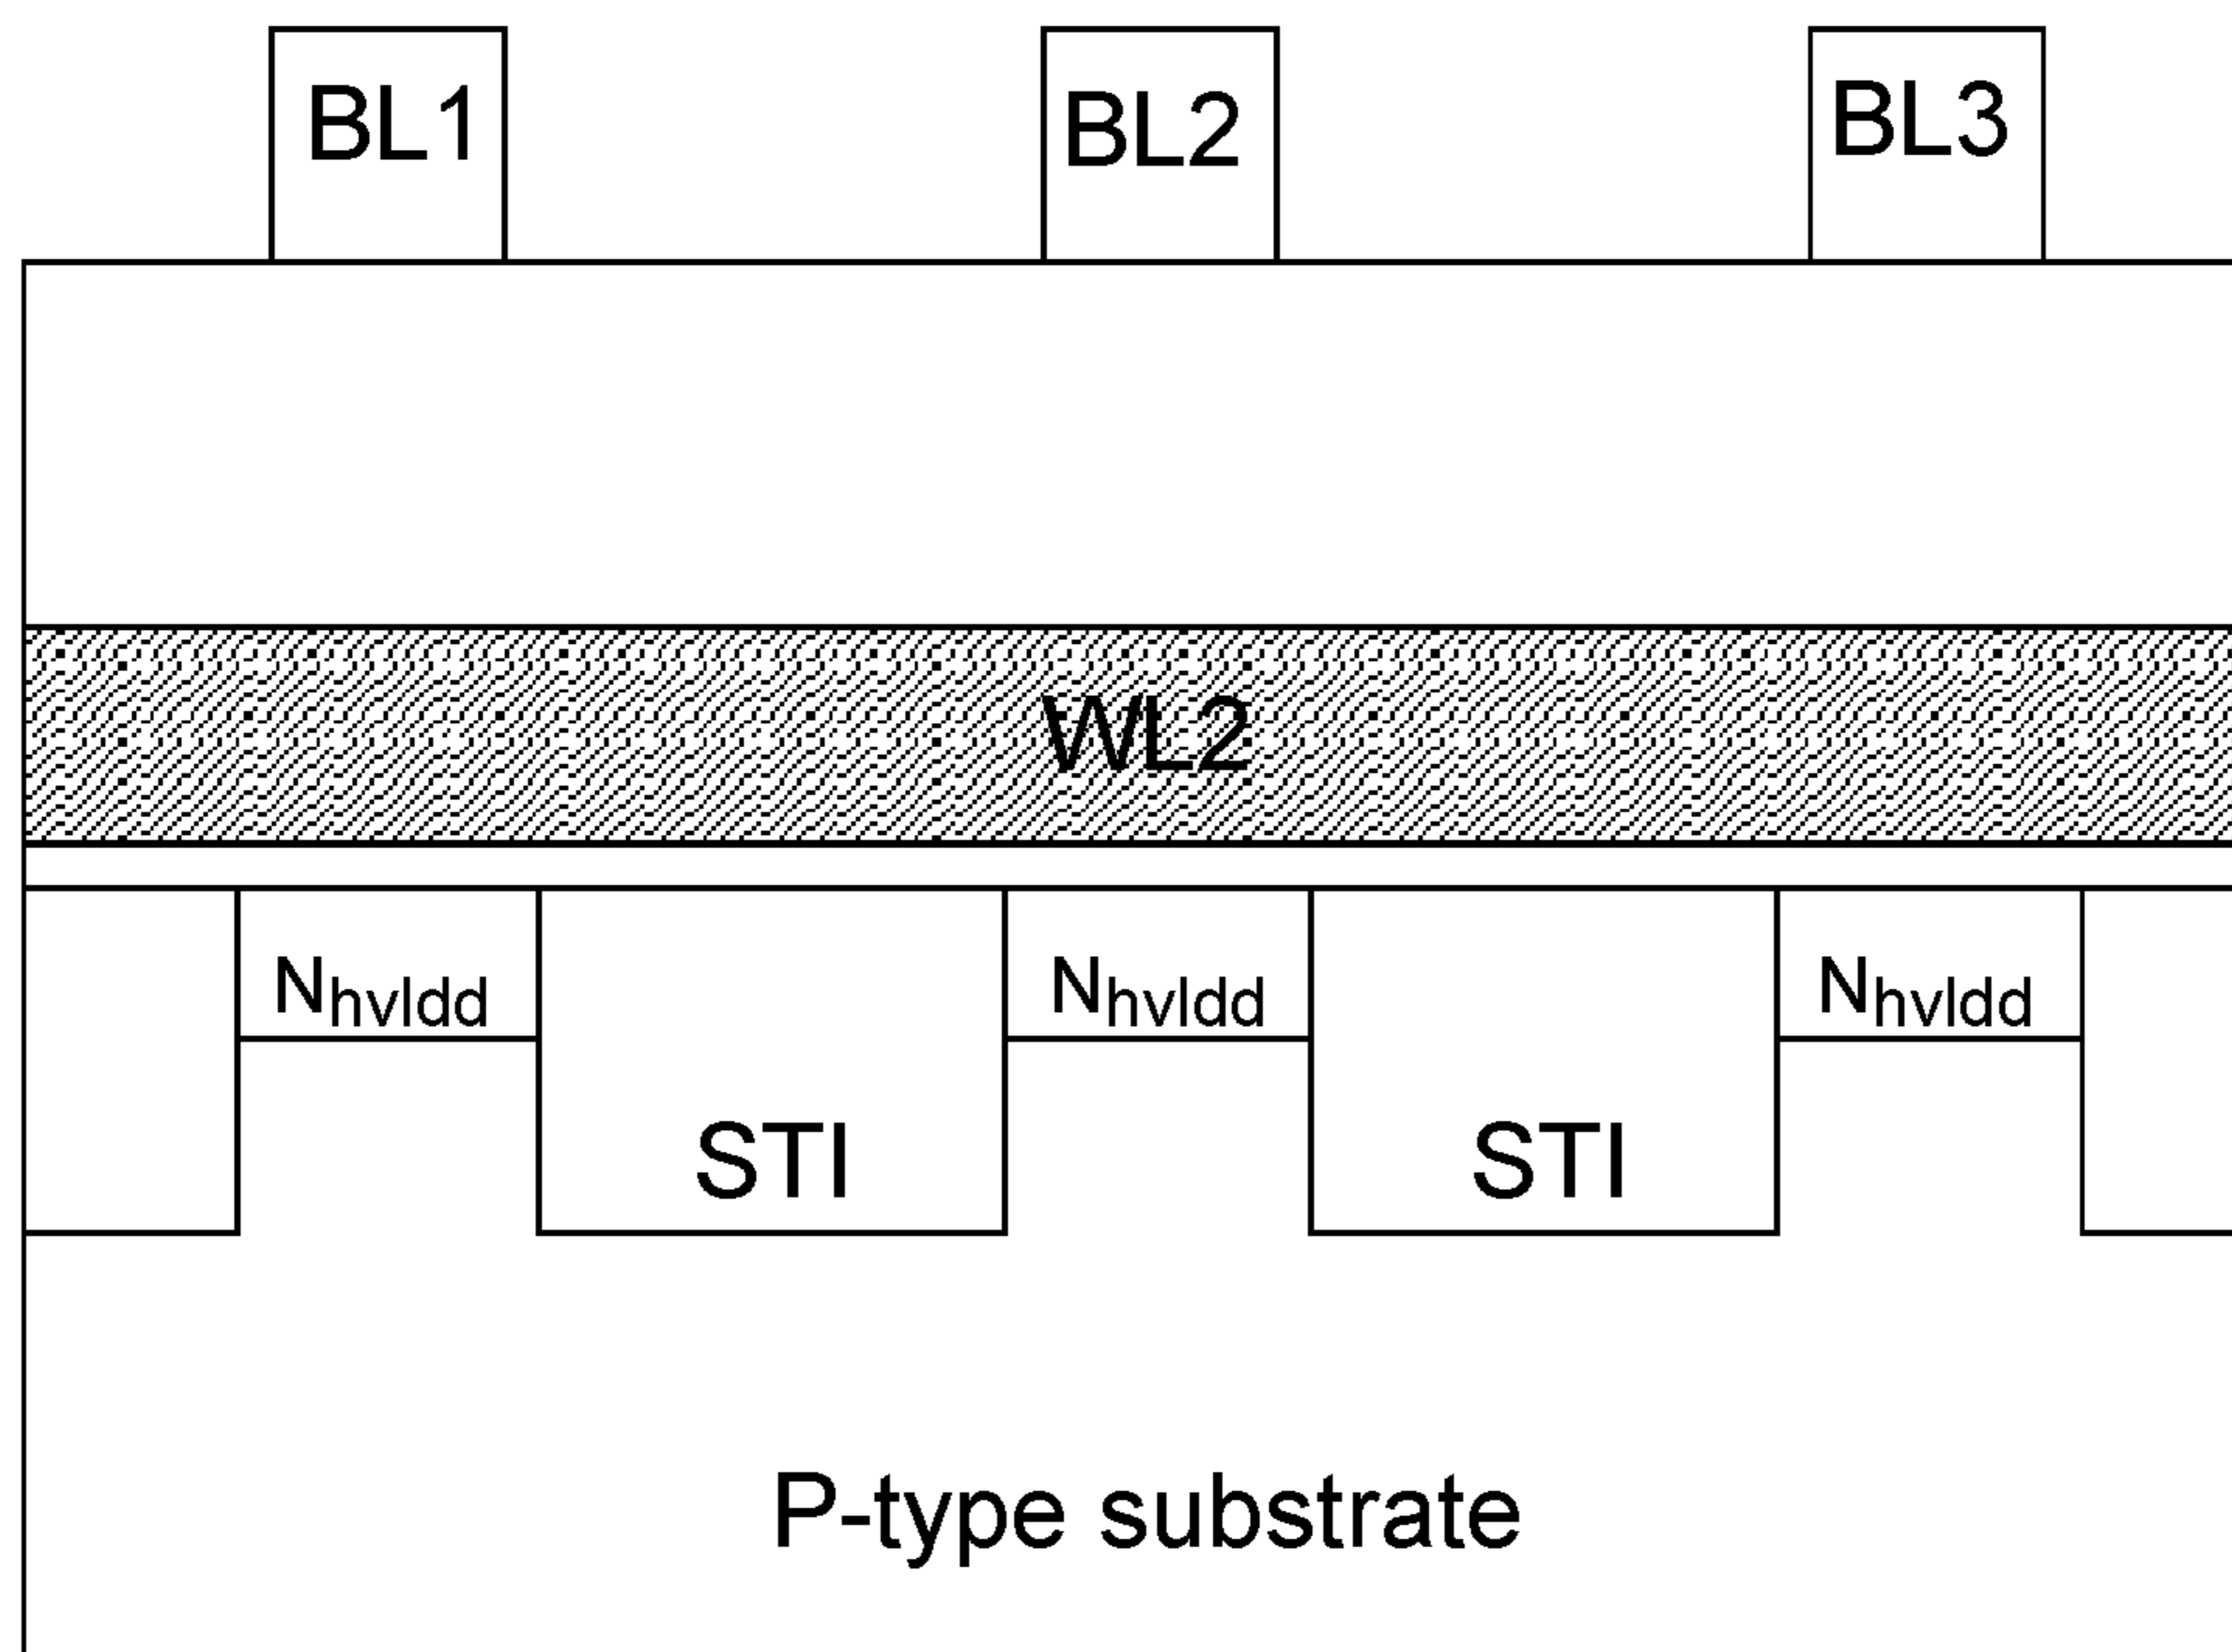 BL1 BL2 BL3
WL2
Nhvldd Nhvldd Nhvldd
STI STI
P-type substrate